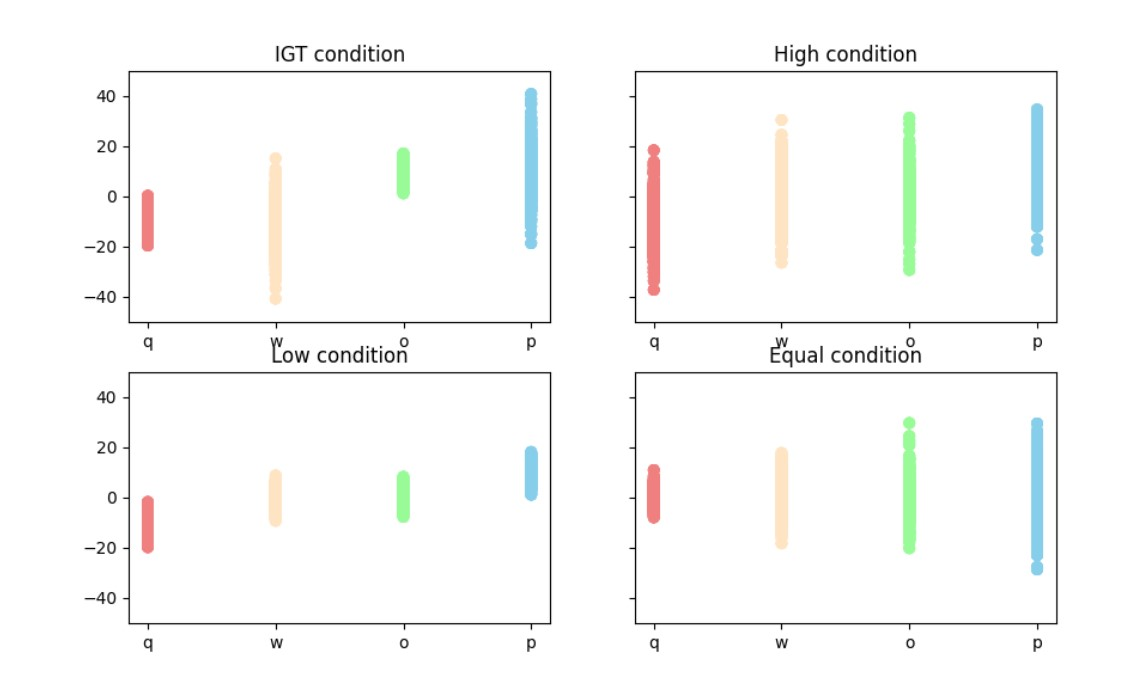 IGT condition
High condition
40
20
0
−20
−40
q w o p
q w o p
Low condition
Equal condition
40
20
0
−20
−40
q w o p
q w o p